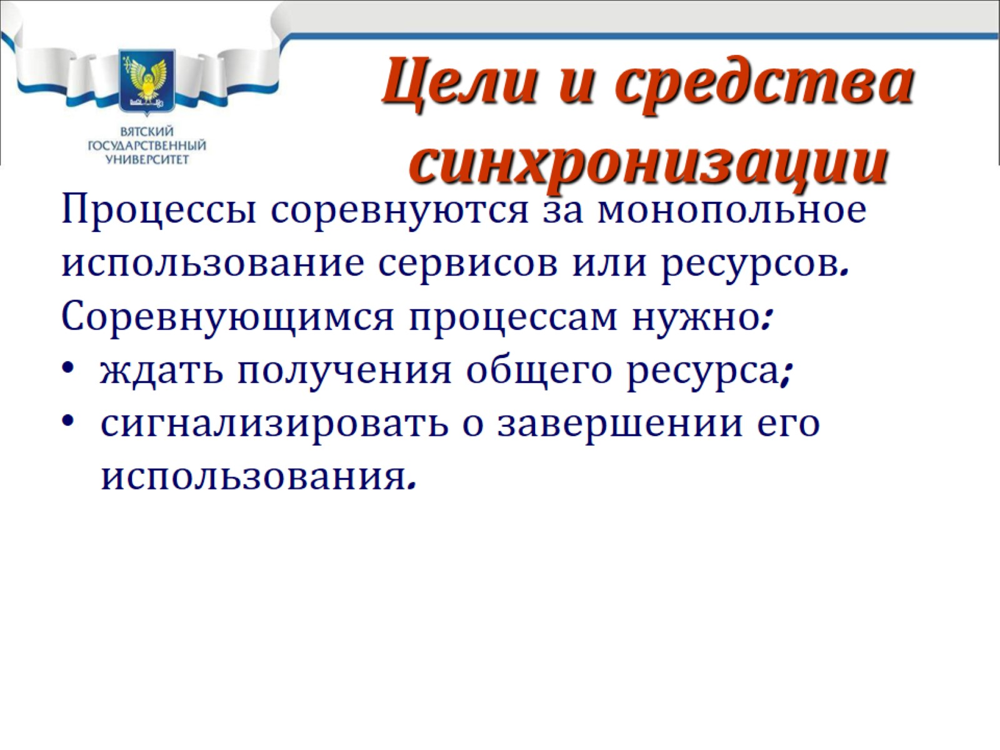 ВЯТСКИЙ
ГОСУДАРСТВЕННЫЙ
УНИВЕРСИТЕТ
Цели и средства
синхронизации
Процессы соревнуются за монопольное
использование сервисов или ресурсов.
Соревнующимся процессам нужно:
• ждать получения общего ресурса;
• сигнализировать о завершении его
использования.